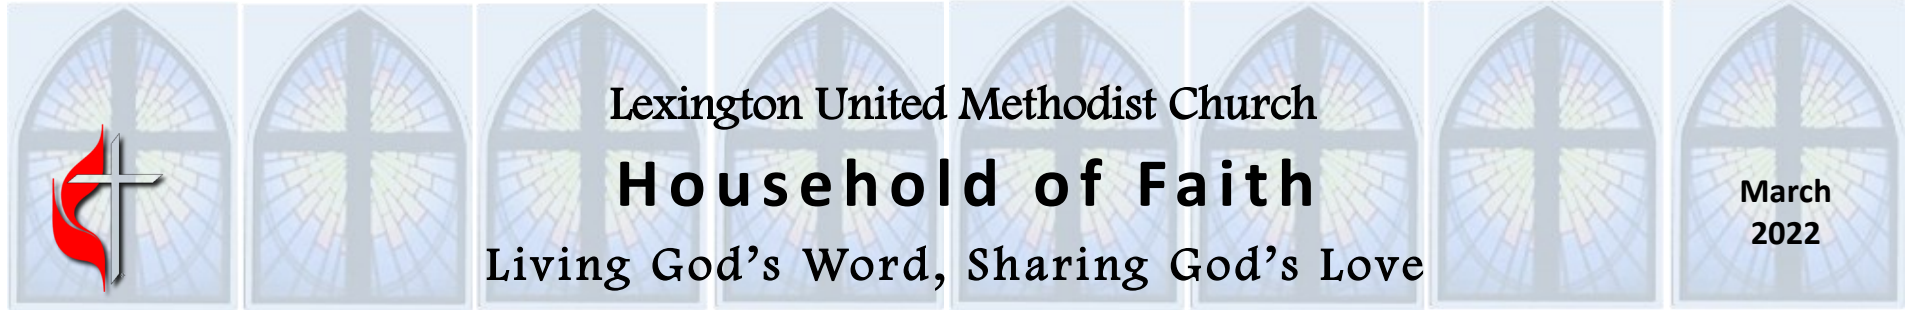 Lexington United Methodist Church
Household of Faith
Living God's Word, Sharing God's Love
March
2022